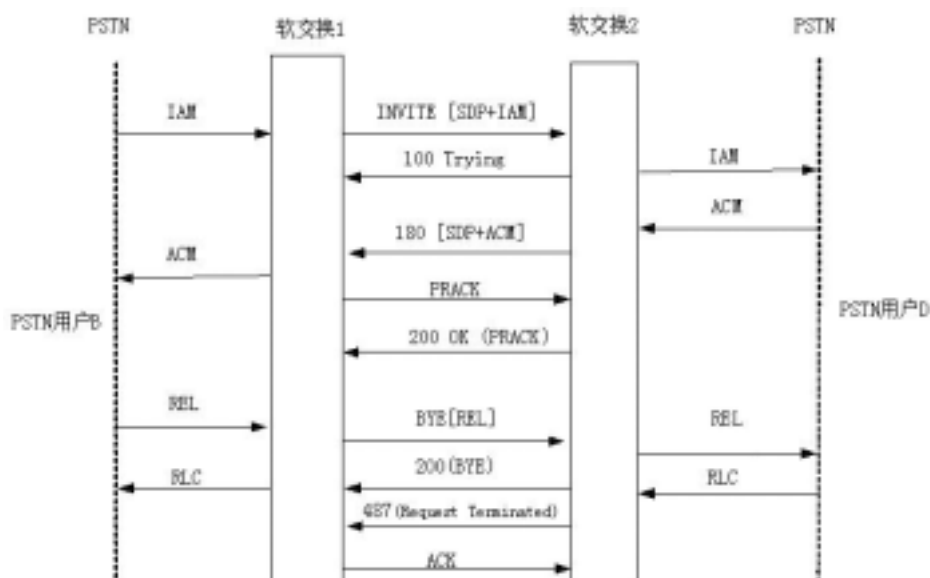 PSTN
软交换1
软交换2
PSTN
IAM
INVITE [SDP+IAM]
100 Trying
IAM
ACM
180 [SDP+ACM]
ACM
PRACK
PSTN用户B
PSTN用户D
200 OK (PRACK)
REL
BYE[REL]
REL
200(BYE)
RLC
RLC
487(Request Terminated)
ACK